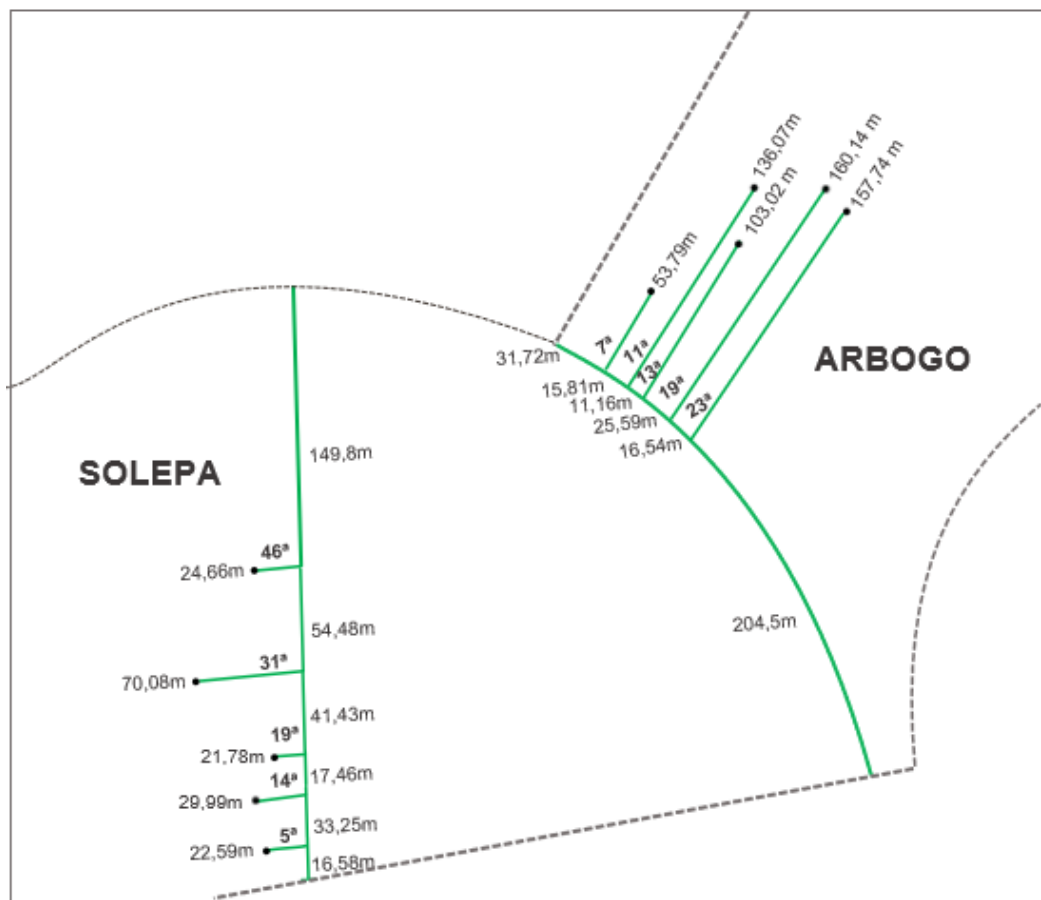 136,07m
160,14 m
103,02 m
157,74 m
53,79m
7ª
11ª
13ª
19ª
23ª
31,72m
15,81m
11,16m
25,59m
16,54m
ARBOGO
204,5m
SOLEPA
149,8m
46ª
24,66m
54,48m
31ª
70,08m
41,43m
19ª
21,78m
17,46m
14ª
29,99m
33,25m
5ª
22,59m
16,58m